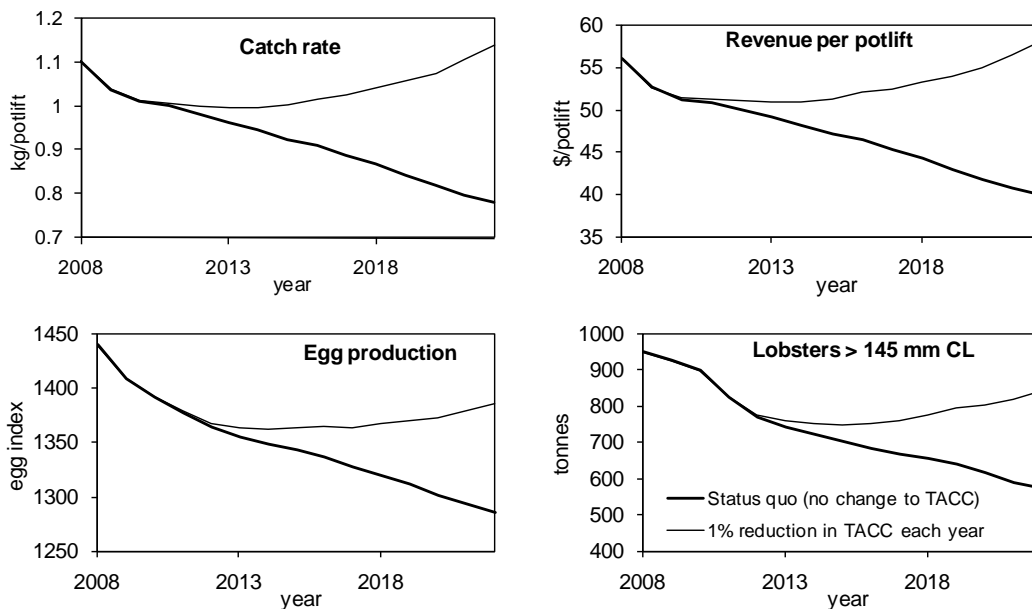 Catch rate
1.2
1.1
1
0.9
0.8
0.7
kg/potlift
2008 2013 2018
year
Revenue per potlift
60
55
50
45
40
35
$/potlift
2008 2013 2018
year
Egg production
1450
1400
1350
1300
1250
egg index
2008 2013 2018
year
Lobsters > 145 mm CL
1000
900
800
700
600
500
400
tonnes
Status quo (no change to TACC)
1% reduction in TACC each year
2008 2013 2018
year